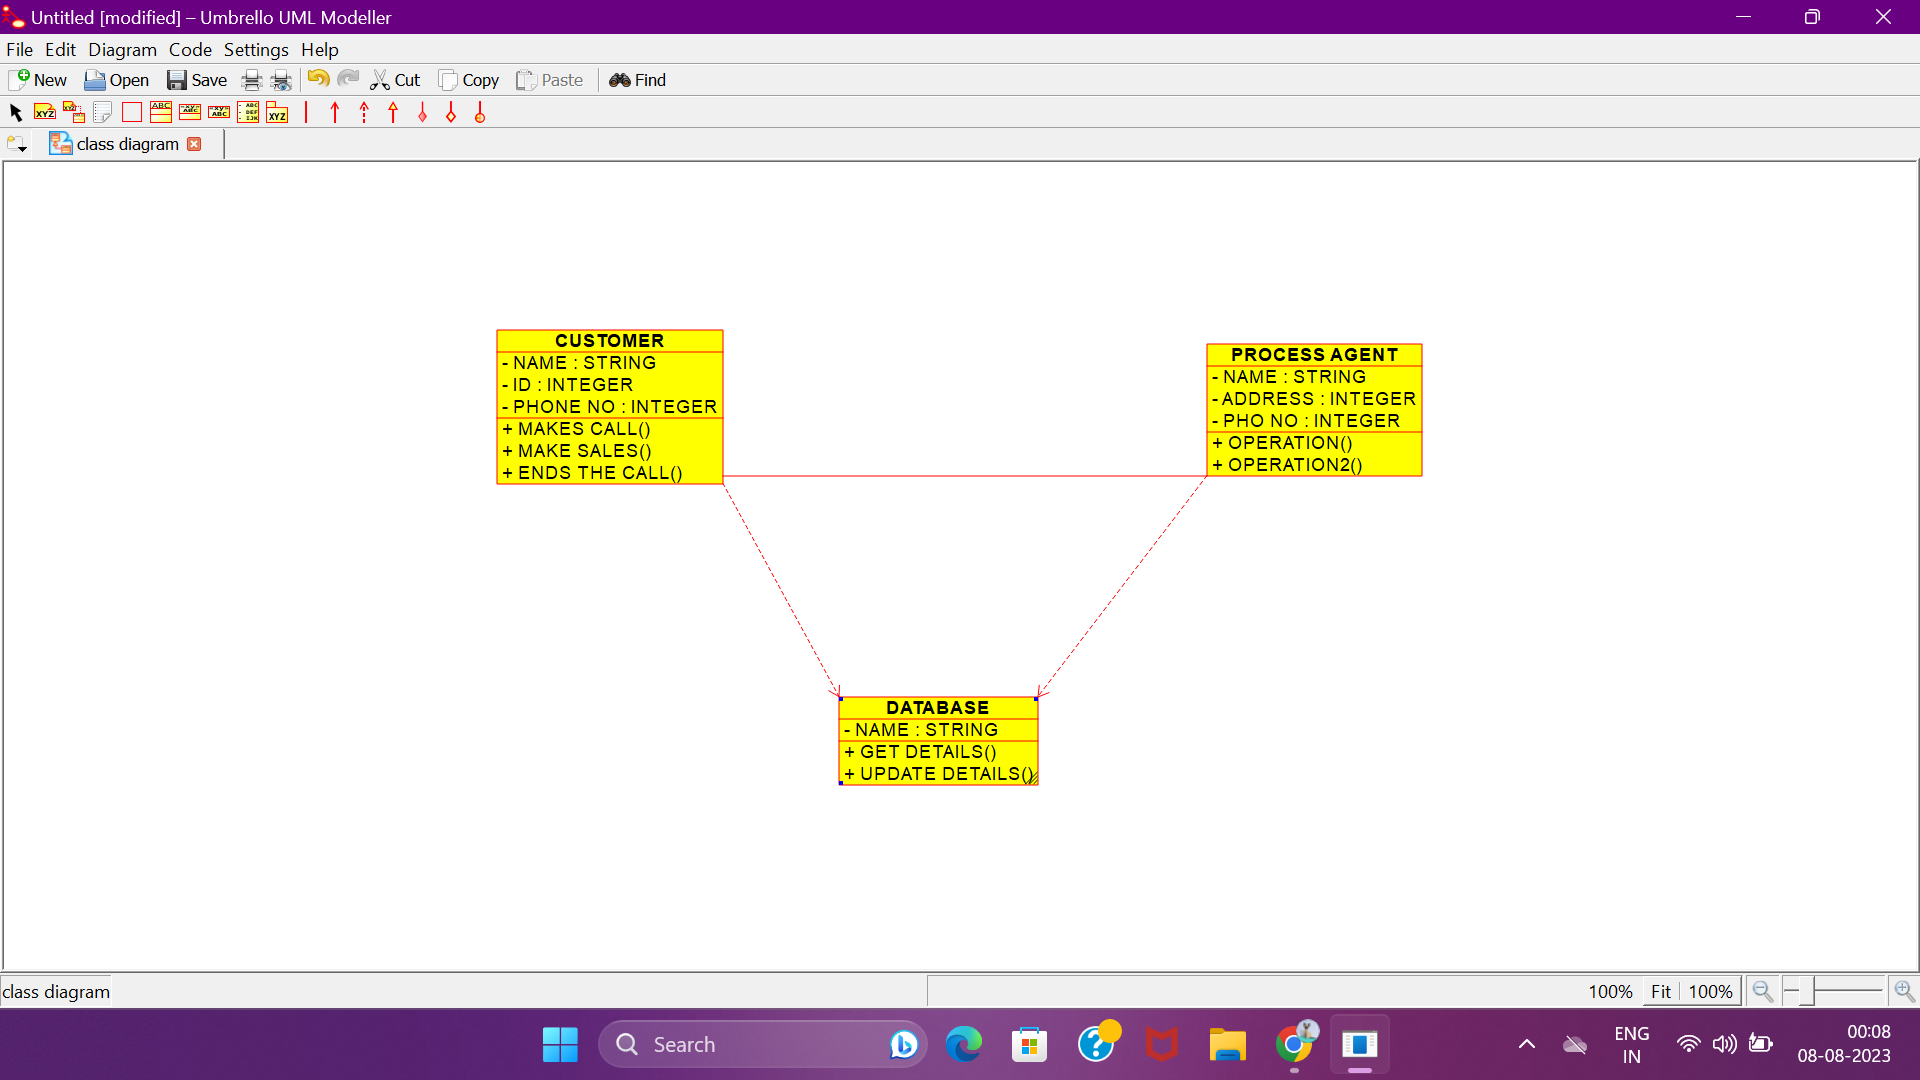 Untitled [modified] – Umbrello UML Modeller
File Edit Diagram Code Settings Help
New Open Save Cut Copy Paste Find
class diagram
CUSTOMER
- NAME : STRING
- ID : INTEGER
- PHONE NO : INTEGER
+ MAKES CALL()
+ MAKE SALES()
+ ENDS THE CALL()
PROCESS AGENT
- NAME : STRING
- ADDRESS : INTEGER
- PHO NO : INTEGER
+ OPERATION()
+ OPERATION2()
DATABASE
- NAME : STRING
+ GET DETAILS()
+ UPDATE DETAILS()
class diagram
100% Fit 100%
Search
ENG
IN
00:08
08-08-2023